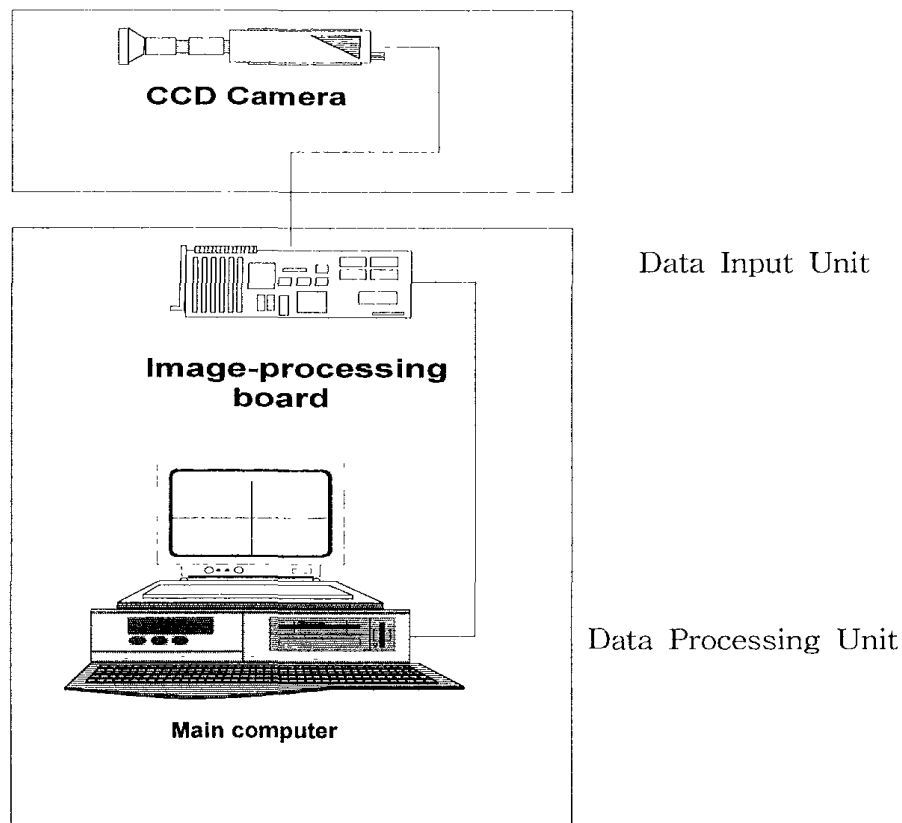 CCD Camera
Data Input Unit
Image-processing
board
Data Processing Unit
Main computer